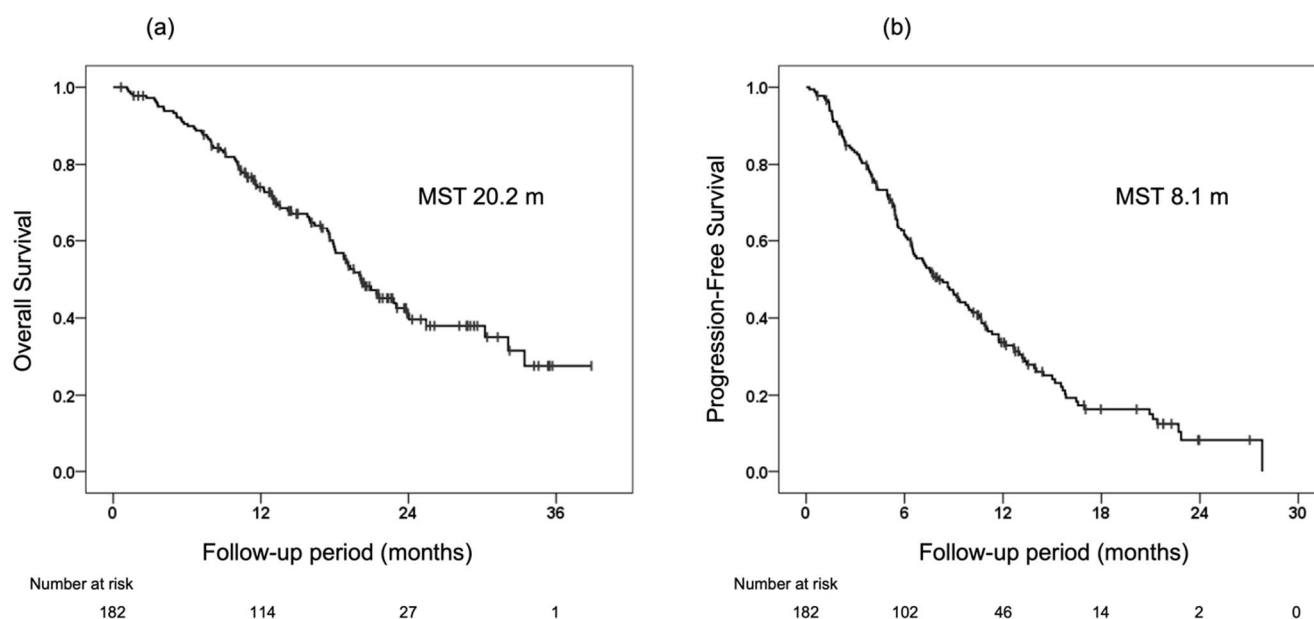 (a)
1.0
0.8
0.6
0.4
0.2
0.0
Overall Survival
MST 20.2 m
0 12 24 36
Follow-up period (months)
Number at risk
182 114 27 1
(b)
1.0
0.8
0.6
0.4
0.2
0.0
Progression-Free Survival
MST 8.1 m
0 6 12 18 24 30
Follow-up period (months)
Number at risk
182 102 46 14 2 0